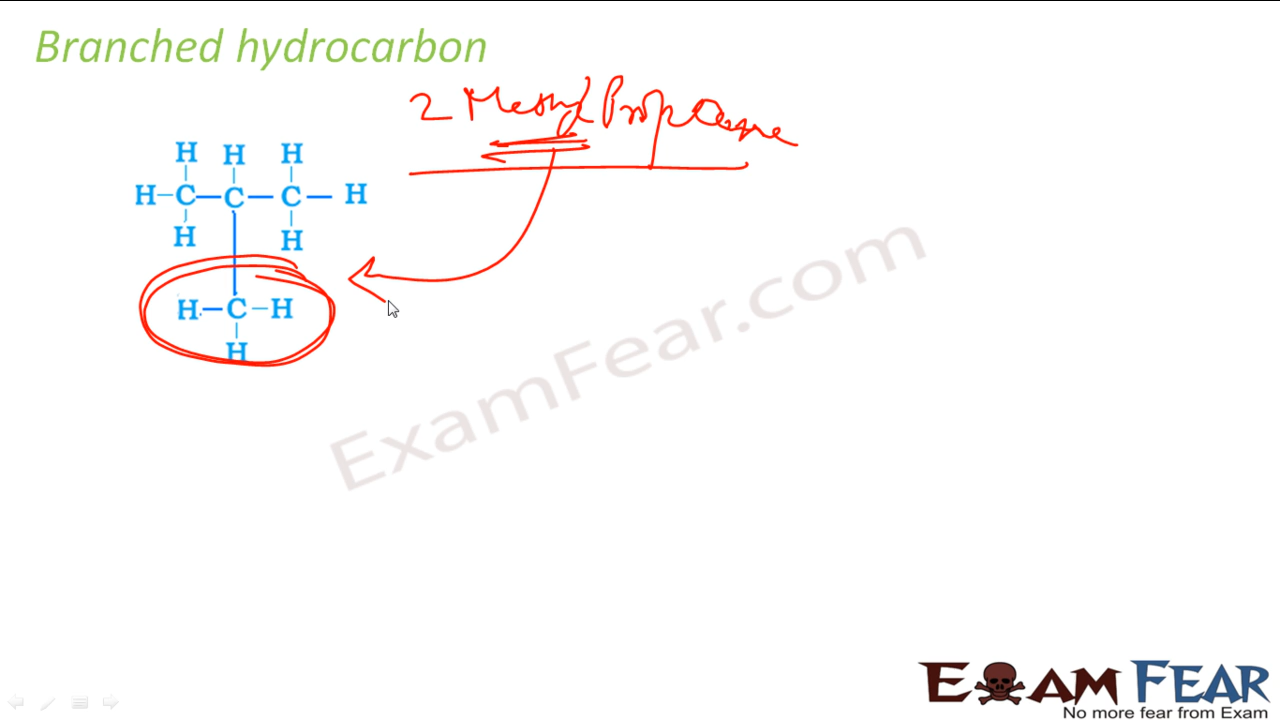 Branched hydrocarbon
2 Methyl Propane
H H H
H-C-C-C-H
H H
H-C-H
H
ExamFear.com
EXAM FEAR
No more fear from Exam